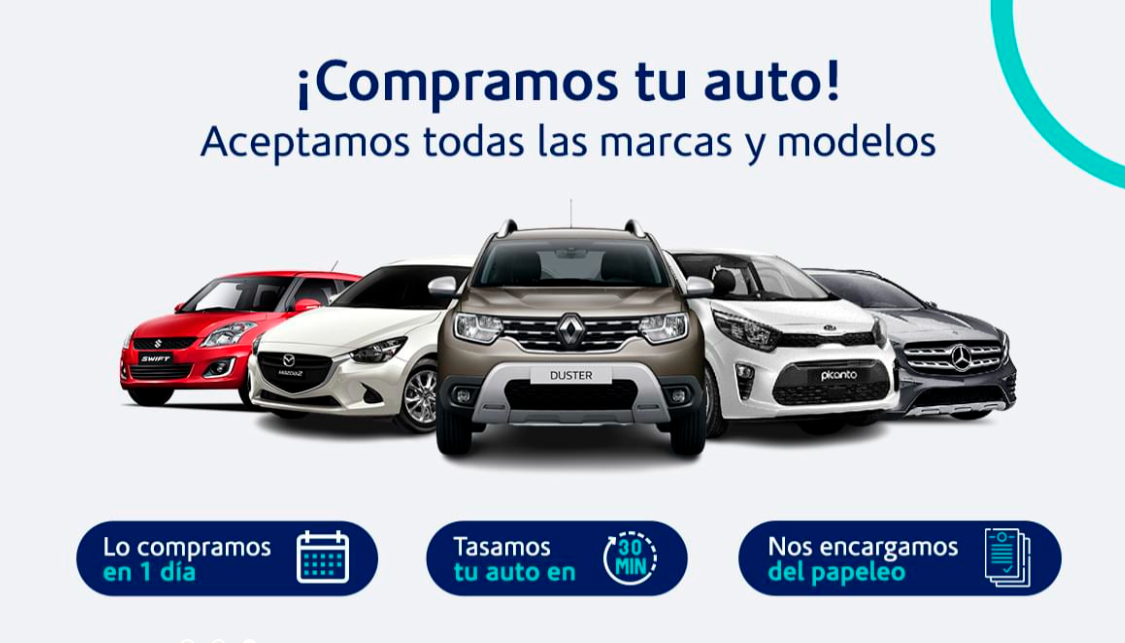 ¡Compramos tu auto!
Aceptamos todas las marcas y modelos
SWIFT
mazda2
DUSTER
picanto
Lo compramos
en 1 día
Tasamos
tu auto en
30
MIN
Nos encargamos
del papeleo